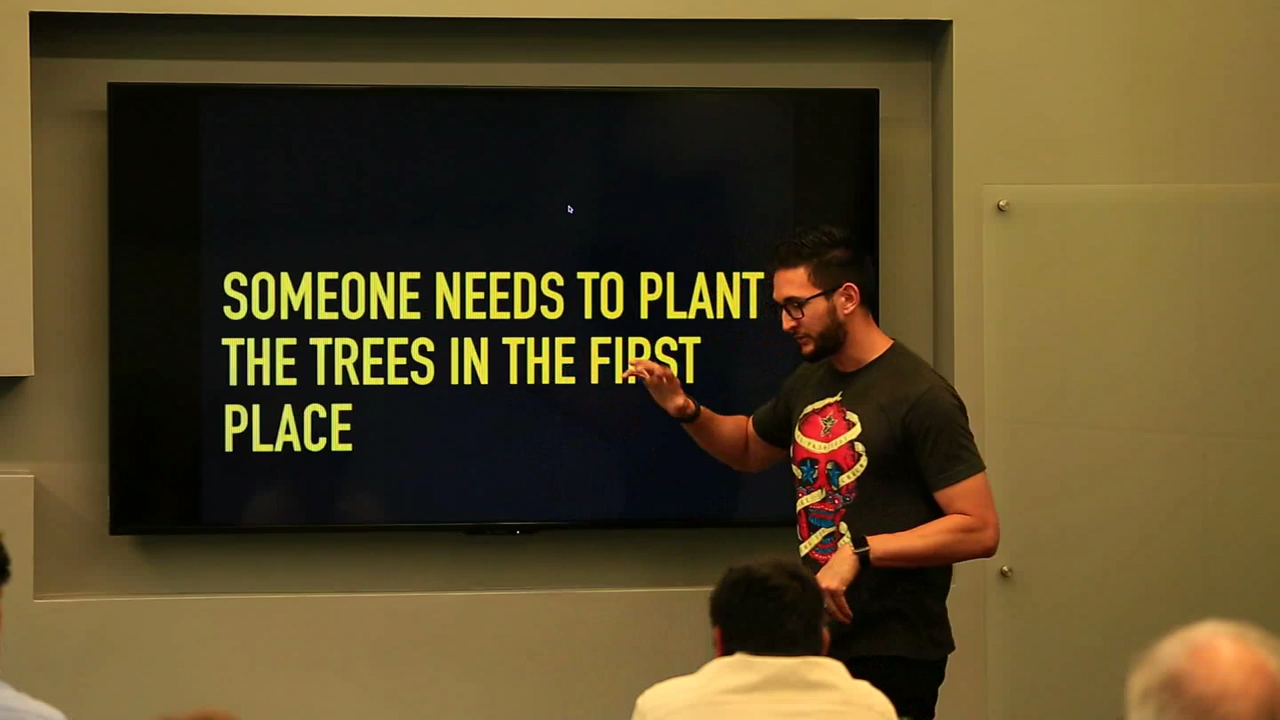 SOMEONE NEEDS TO PLANT
THE TREES IN THE FIRST
PLACE